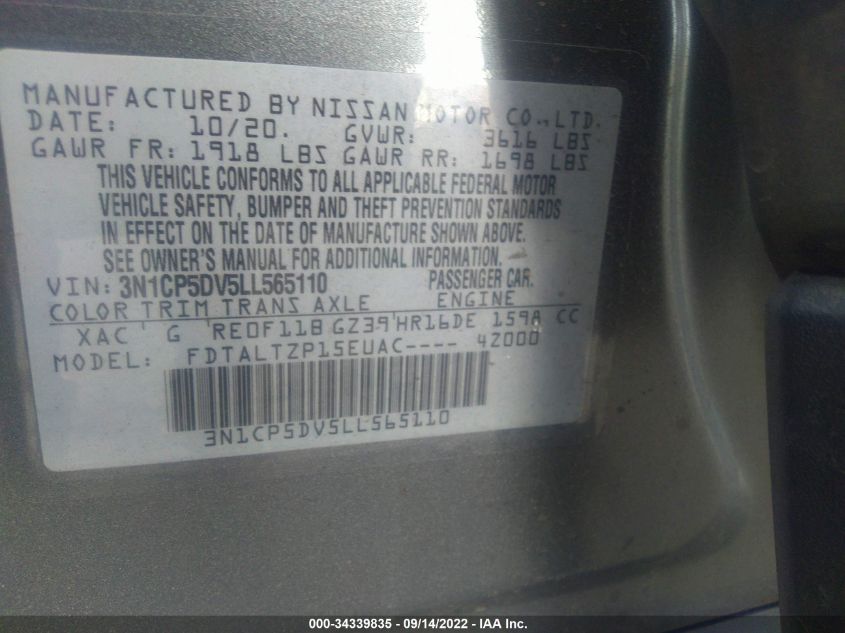 MANUFACTURED BY NISSAN MOTOR CO., LTD.
DATE: 10/20. GVWR: 3616 LBS
GAWR FR: 1918 LBS GAWR RR: 1698 LBS
THIS VEHICLE CONFORMS TO ALL APPLICABLE FEDERAL MOTOR
VEHICLE SAFETY, BUMPER AND THEFT PREVENTION STANDARDS
IN EFFECT ON THE DATE OF MANUFACTURE SHOWN ABOVE.
SEE OWNER'S MANUAL FOR ADDITIONAL INFORMATION.
VIN: 3N1CP5DV5LL565110 PASSENGER CAR.
COLOR TRIM TRANS AXLE ENGINE
XAC ' G 'RE0F11B GZ39'HR16DE 1598 CC
MODEL: FDTALTZP15EUAC---- 42000
3N1CP5DV5LL565110
000-34339835 - 09/14/2022 - IAA Inc.